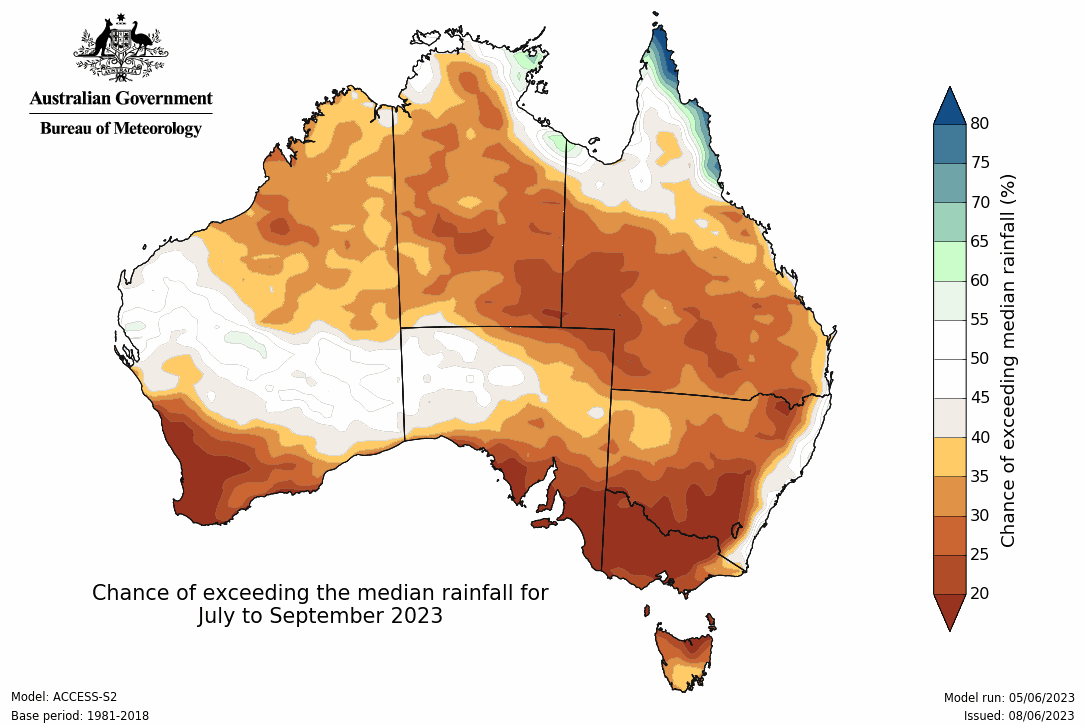 AUSTRALIA
Australian Government
Bureau of Meteorology
80
75
70
65
60
55
50
45
40
35
30
25
20
Chance of exceeding median rainfall (%)
Chance of exceeding the median rainfall for
July to September 2023
Model: ACCESS-S2
Base period: 1981-2018
Model run: 05/06/2023
Issued: 08/06/2023